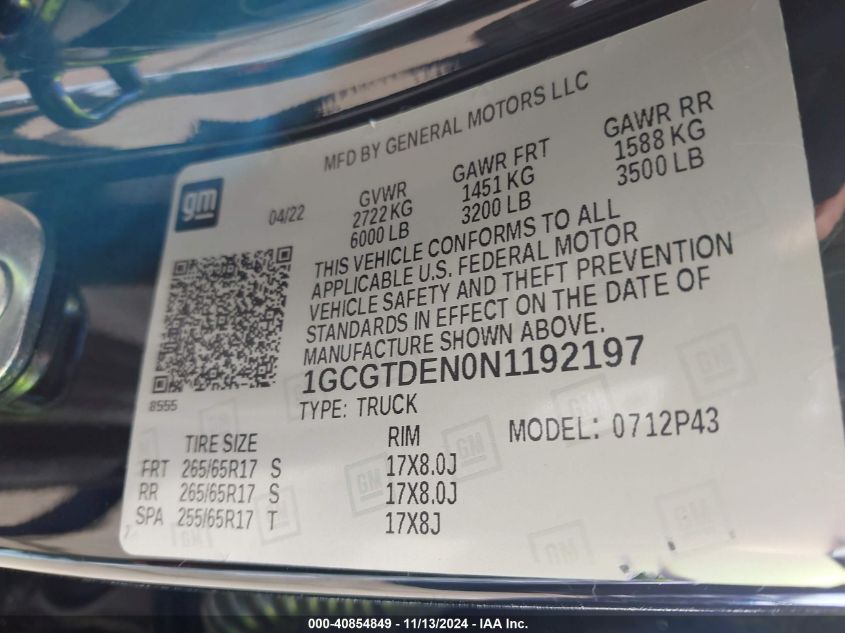 MFD BY GENERAL MOTORS LLC
gm
04/22
GVWR
2722 KG
6000 LB
GAWR FRT
1451 KG
3200 LB
GAWR RR
1588 KG
3500 LB
THIS VEHICLE CONFORMS TO ALL
APPLICABLE U.S. FEDERAL MOTOR
VEHICLE SAFETY AND THEFT PREVENTION
STANDARDS IN EFFECT ON THE DATE OF
MANUFACTURE SHOWN ABOVE.
1GCGTDEN0N1192197
8555
TYPE: TRUCK
MODEL: 0712P43
TIRE SIZE
RIM
FRT 265/65R17 S 17X8.0J
RR 265/65R17 S 17X8.0J
SPA 255/65R17 T 17X8J
GM
GM
GM
GM
000-40854849 - 11/13/2024 - IAA Inc.